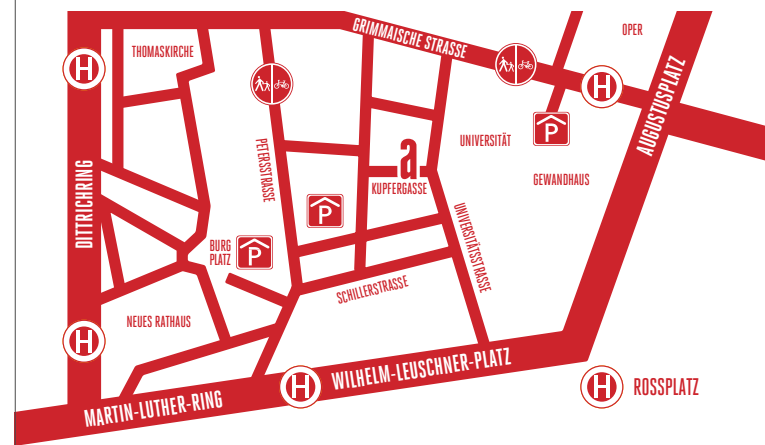 GRIMMAISCHE STRASSE
OPER
THOMASKIRCHE
H
H
P
AUGUSTUSPLATZ
UNIVERSITÄT
a
KUPFERGASSE
GEWANDHAUS
PETERSSTRASSE
DITTRICHRING
P
UNIVERSITÄTSSTRASSE
BURG
PLATZ
P
SCHILLERSTRASSE
NEUES RATHAUS
H
WILHELM-LEUSCHNER-PLATZ
H
H
ROSSPLATZ
MARTIN-LUTHER-RING